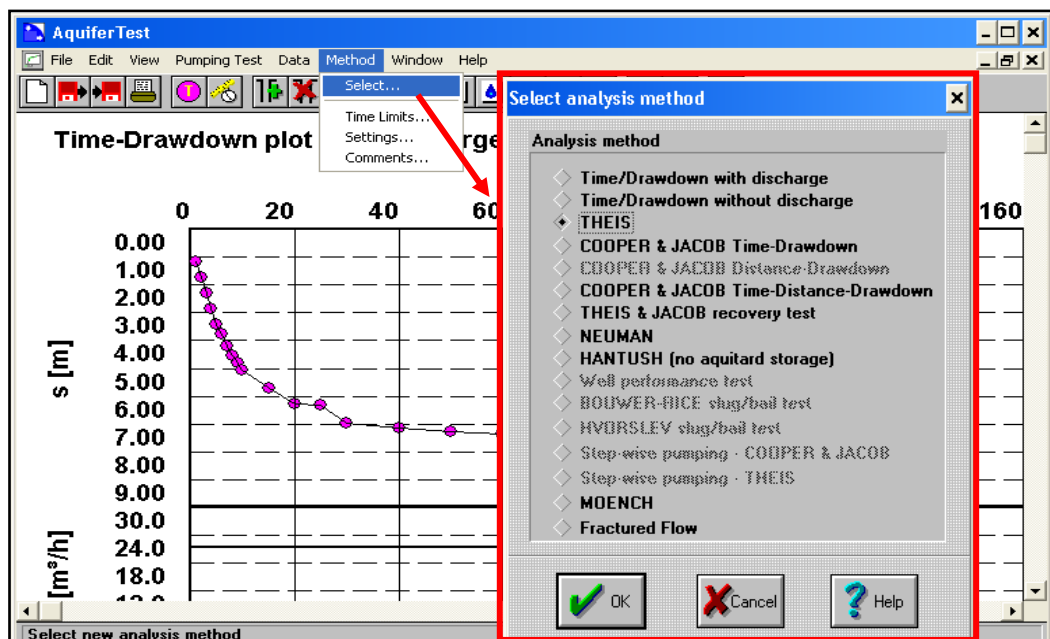 AquiferTest
File Edit View Pumping Test Data Method Window Help
Select...
Time Limits...
Settings...
Comments...
Time-Drawdown plot
0 20 40 60 160
0.00
1.00
2.00
3.00
4.00
5.00
6.00
7.00
8.00
9.00
30.0
24.0
18.0
s [m]
[m³/h]
Select new analysis method
Select analysis method
Analysis method
Time/Drawdown with discharge
Time/Drawdown without discharge
THEIS
COOPER & JACOB Time-Drawdown
COOPER & JACOB Distance-Drawdown
COOPER & JACOB Time-Distance-Drawdown
THEIS & JACOB recovery test
NEUMAN
HANTUSH (no aquitard storage)
Well performance test
BOUWER-RICE slug/bail test
HVORSLEV slug/bail test
Step-wise pumping - COOPER & JACOB
Step-wise pumping - THEIS
MOENCH
Fractured Flow
OK
Cancel
? Help